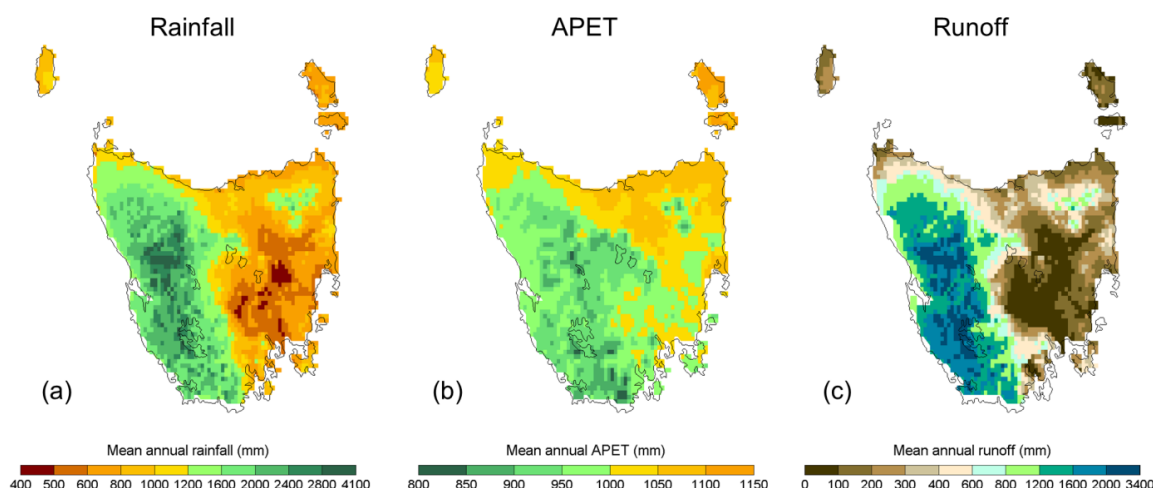 Rainfall APET Runoff
(a) (b) (c)
Mean annual rainfall (mm) Mean annual APET (mm) Mean annual runoff (mm)
400 500 600 800 1000 1200 1600 2000 2400 2800 4100 800 850 900 950 1000 1050 1100 1150 0 100 200 300 400 600 800 1200 1600 2000 3400